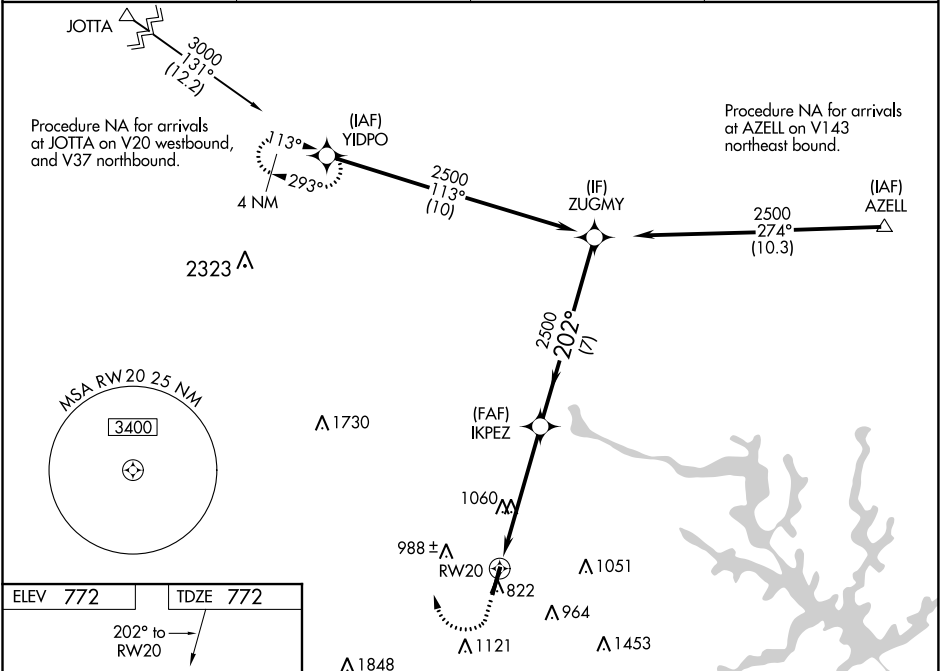 JOTTA
3000
131°
(12.2)
Procedure NA for arrivals
at JOTTA on V20 westbound,
and V37 northbound.
(IAF)
YIDPO
113°
293°
4 NM
2500
113°
(10)
(IF)
ZUGMY
Procedure NA for arrivals
at AZELL on V143
northeast bound.
(IAF)
AZELL
2500
274°
(10.3)
2323
2500
202°
(7)
MSA RW20 25 NM
3400
1730
(FAF)
IKPEZ
1060
988 ±
RW20
822
1051
964
1121
1453
1848
ELEV 772
TDZE 772
202° to
RW20